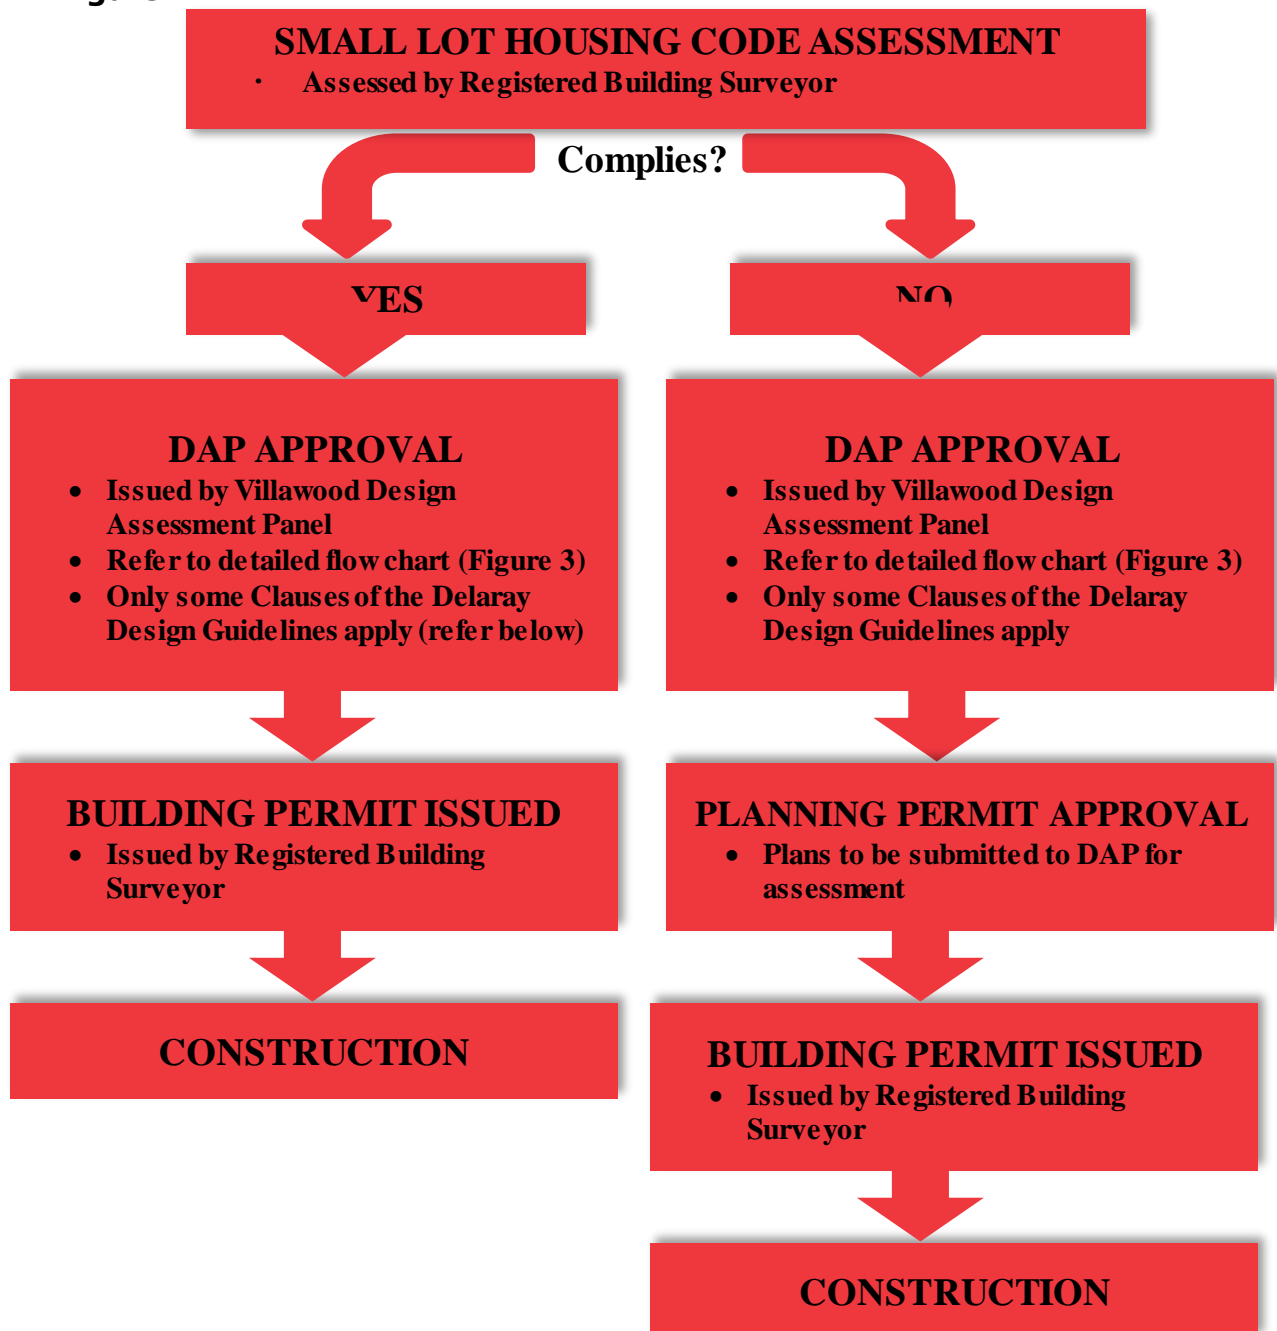 SMALL LOT HOUSING CODE ASSESSMENT
· Assessed by Registered Building Surveyor
Complies?
YES
NO
DAP APPROVAL
• Issued by Villawood Design
Assessment Panel
• Refer to detailed flow chart (Figure 3)
• Only some Clauses of the Delaray
Design Guidelines apply (refer below)
DAP APPROVAL
• Issued by Villawood Design
Assessment Panel
• Refer to detailed flow chart (Figure 3)
• Only some Clauses of the Delaray
Design Guidelines apply
BUILDING PERMIT ISSUED
• Issued by Registered Building
Surveyor
PLANNING PERMIT APPROVAL
• Plans to be submitted to DAP for
assessment
CONSTRUCTION
BUILDING PERMIT ISSUED
• Issued by Registered Building
Surveyor
CONSTRUCTION